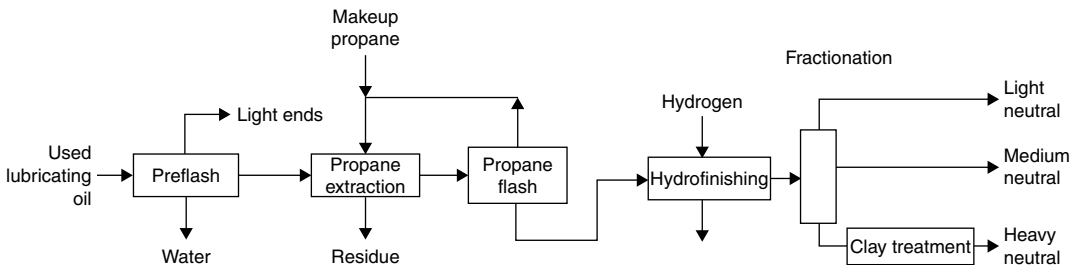 Makeup
propane
Fractionation
Light
neutral
Hydrogen
Light ends
Used
lubricating
oil
Preflash
Propane
extraction
Propane
flash
Hydrofinishing
Medium
neutral
Water
Residue
Clay treatment
Heavy
neutral